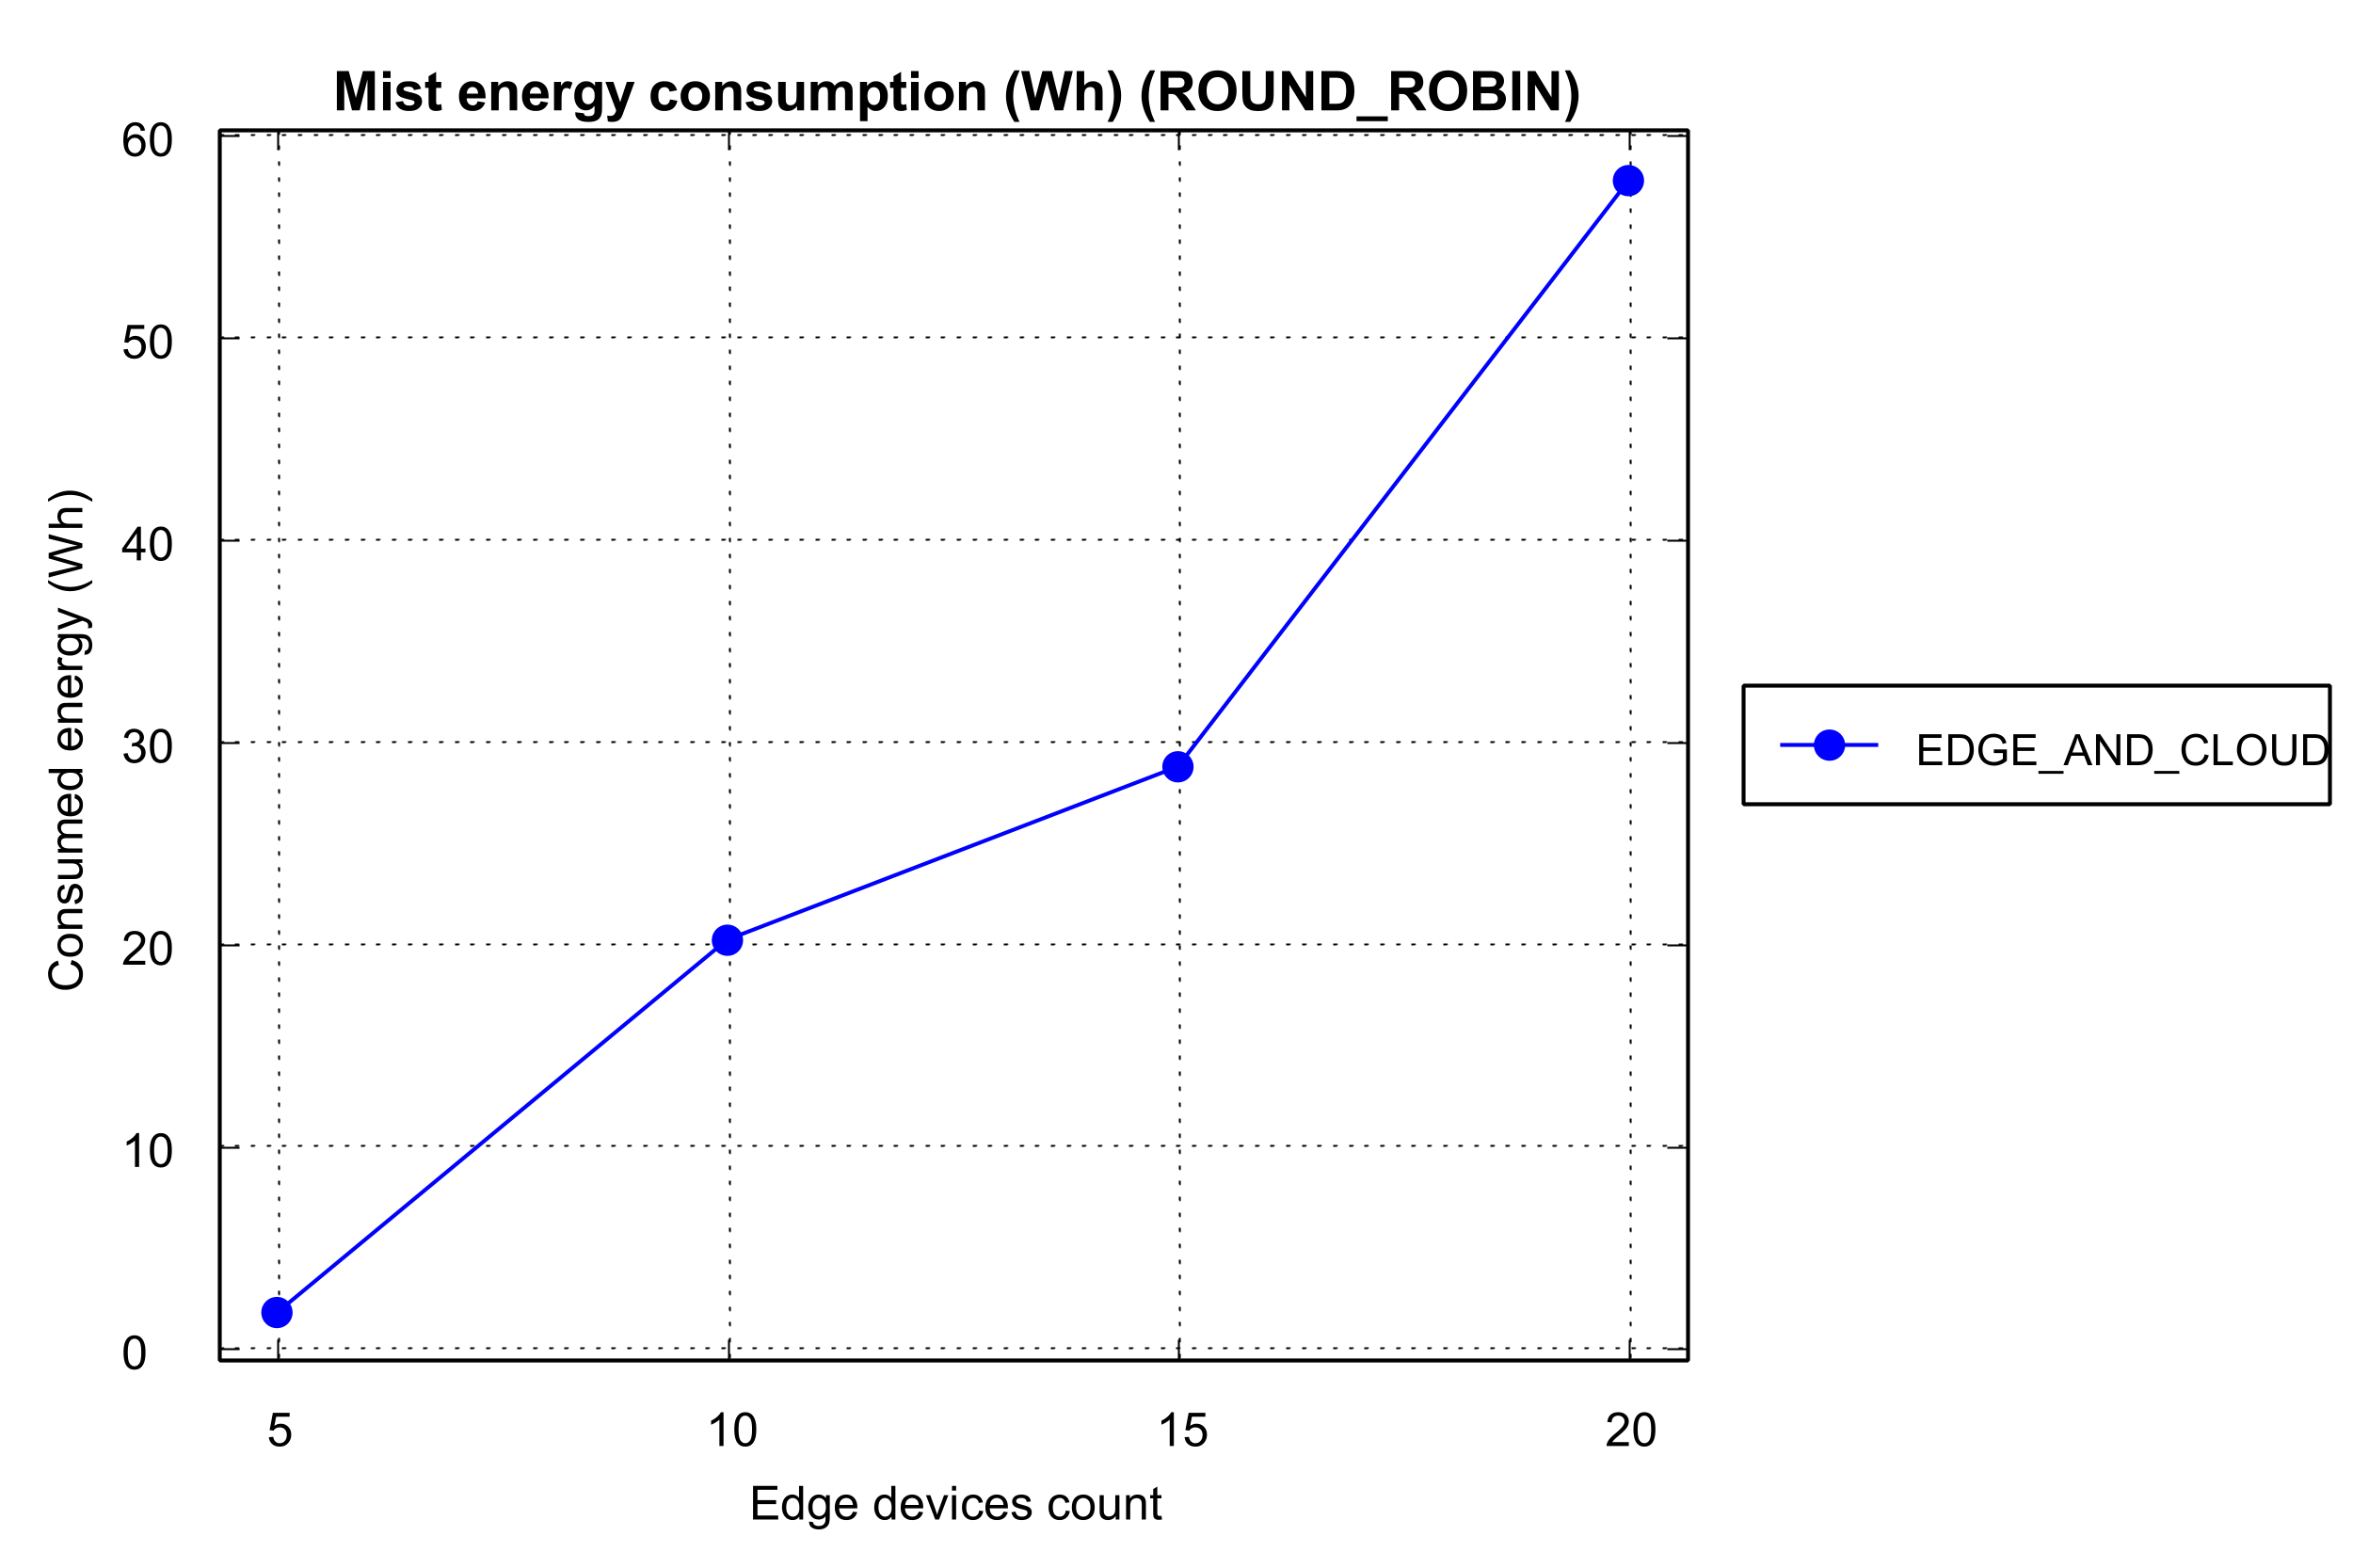 Mist energy consumption (Wh) (ROUND_ROBIN)
60
50
40
30
20
10
0
Consumed energy (Wh)
5 10 15 20
Edge devices count
EDGE_AND_CLOUD